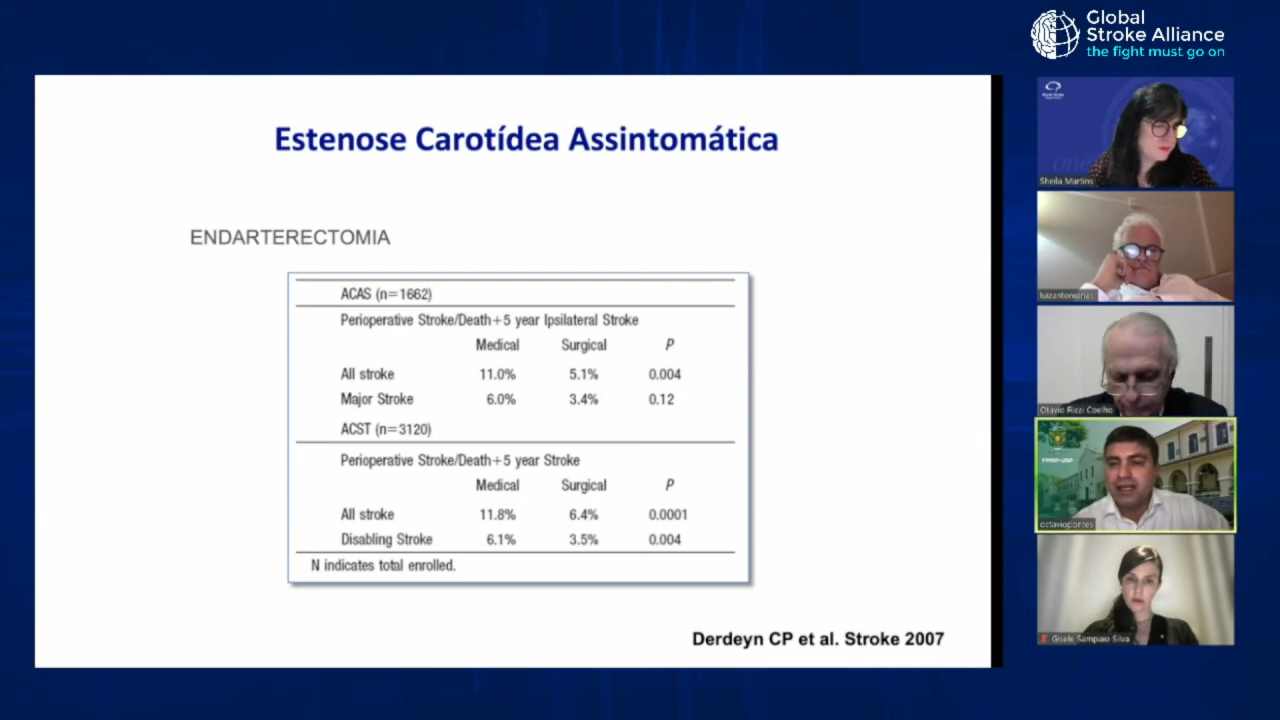 Global
Stroke Alliance
the fight must go on
Estenose Carotídea Assintomática
ENDARTERECTOMIA
ACAS (n=1662)
Perioperative Stroke/Death+5 year Ipsilateral Stroke
Medical Surgical P
All stroke 11.0% 5.1% 0.004
Major Stroke 6.0% 3.4% 0.12
ACST (n=3120)
Perioperative Stroke/Death+5 year Stroke
Medical Surgical P
All stroke 11.8% 6.4% 0.0001
Disabling Stroke 6.1% 3.5% 0.004
N indicates total enrolled.
Derdeyn CP et al. Stroke 2007
Sheila Martins
Otavio Rizzi Coelho
FMRP-USP
octaviopontes
Gisele Sampaio Silva